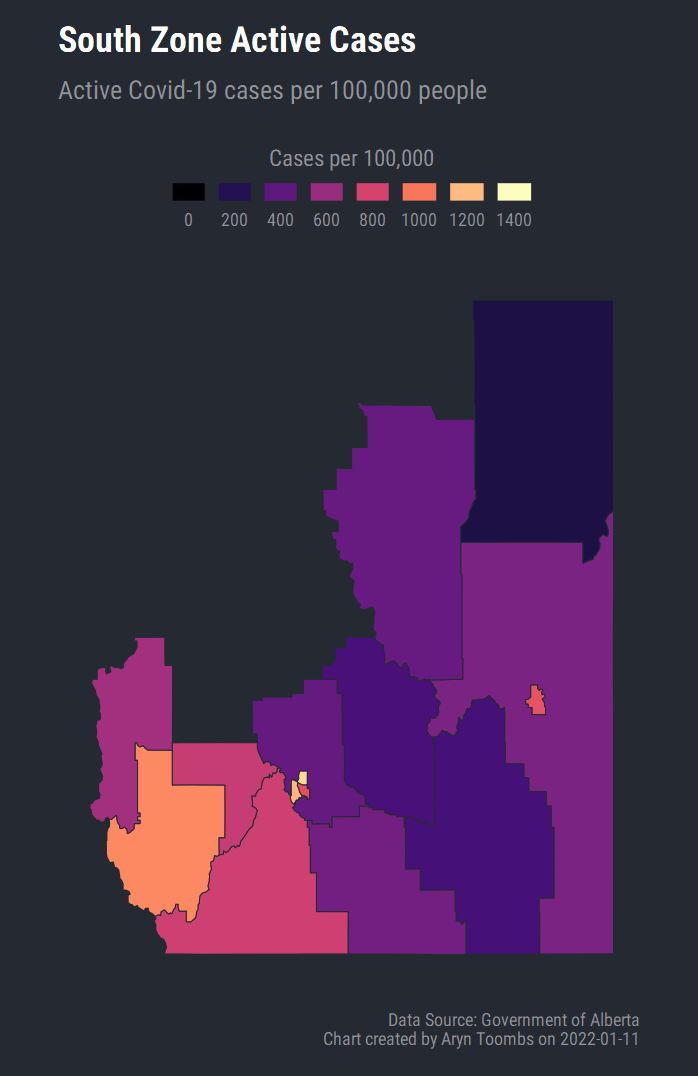 South Zone Active Cases
Active Covid-19 cases per 100,000 people
Cases per 100,000
0 200 400 600 800 1000 1200 1400
Data Source: Government of Alberta
Chart created by Aryn Toombs on 2022-01-11